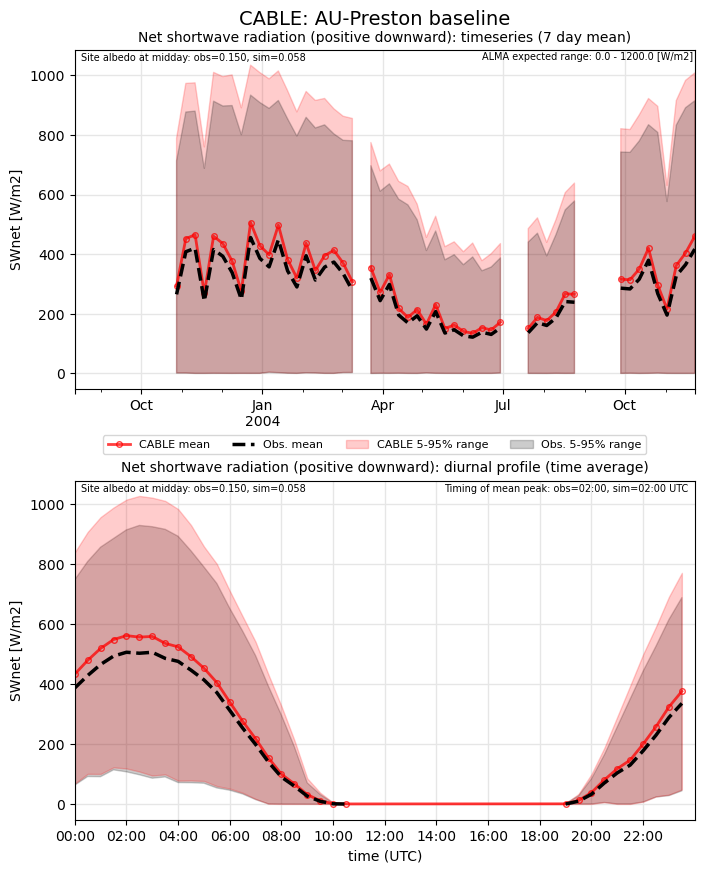 CABLE: AU-Preston baseline
Net shortwave radiation (positive downward): timeseries (7 day mean)
Site albedo at midday: obs=0.150, sim=0.058
ALMA expected range: 0.0 - 1200.0 [W/m2]
SWnet [W/m2]
1000
800
600
400
200
0
Oct
Jan
2004
Apr
Jul
Oct
CABLE mean
Obs. mean
CABLE 5-95% range
Obs. 5-95% range
Net shortwave radiation (positive downward): diurnal profile (time average)
Site albedo at midday: obs=0.150, sim=0.058
Timing of mean peak: obs=02:00, sim=02:00 UTC
SWnet [W/m2]
1000
800
600
400
200
0
00:00
02:00
04:00
06:00
08:00
10:00
12:00
14:00
16:00
18:00
20:00
22:00
time (UTC)